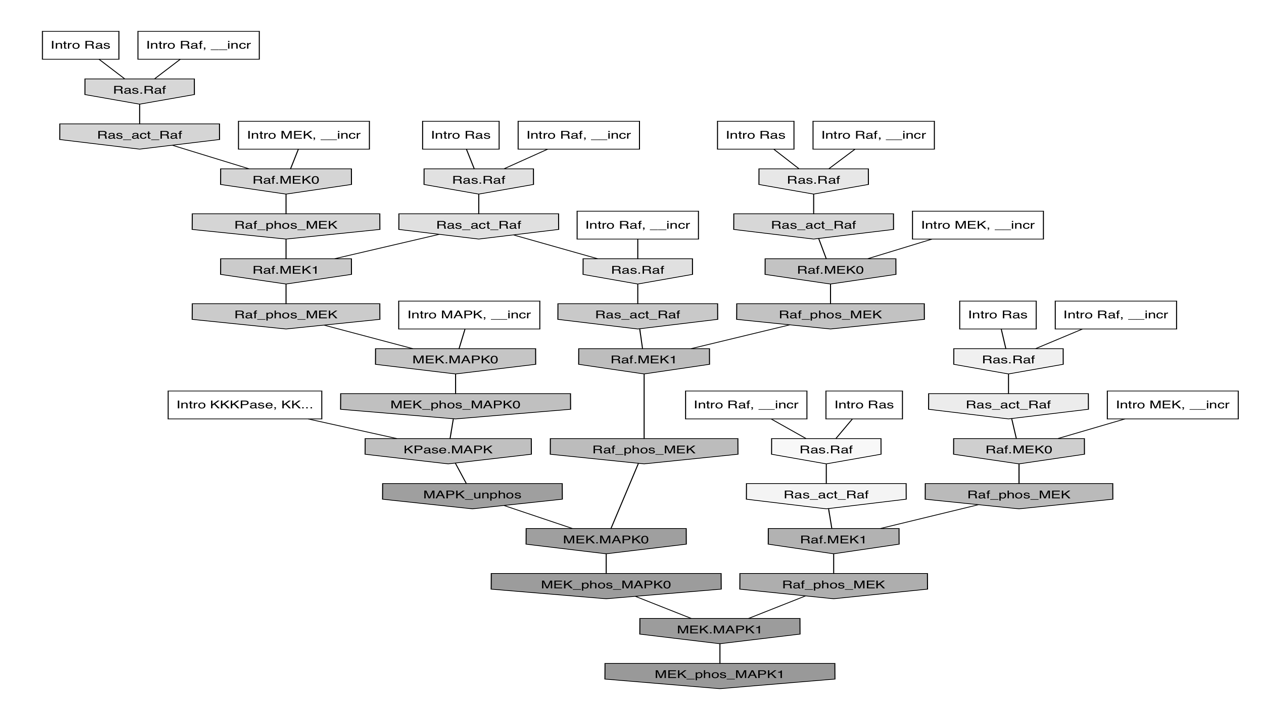 Intro Ras
Intro Raf, __incr
Ras.Raf
Ras_act_Raf
Intro MEK, __incr
Intro Ras
Intro Raf, __incr
Intro Ras
Intro Raf, __incr
Raf.MEK0
Ras.Raf
Ras.Raf
Raf_phos_MEK
Ras_act_Raf
Intro Raf, __incr
Ras_act_Raf
Intro MEK, __incr
Raf.MEK1
Ras.Raf
Raf.MEK0
Raf_phos_MEK
Intro MAPK, __incr
Ras_act_Raf
Raf_phos_MEK
Intro Ras
Intro Raf, __incr
MEK.MAPK0
Raf.MEK1
Ras.Raf
Intro KKKPase, KK...
MEK_phos_MAPK0
Intro Raf, __incr
Intro Ras
Ras_act_Raf
Intro MEK, __incr
KPase.MAPK
Raf_phos_MEK
Ras.Raf
Raf.MEK0
MAPK_unphos
Ras_act_Raf
Raf_phos_MEK
MEK.MAPK0
Raf.MEK1
MEK_phos_MAPK0
Raf_phos_MEK
MEK.MAPK1
MEK_phos_MAPK1